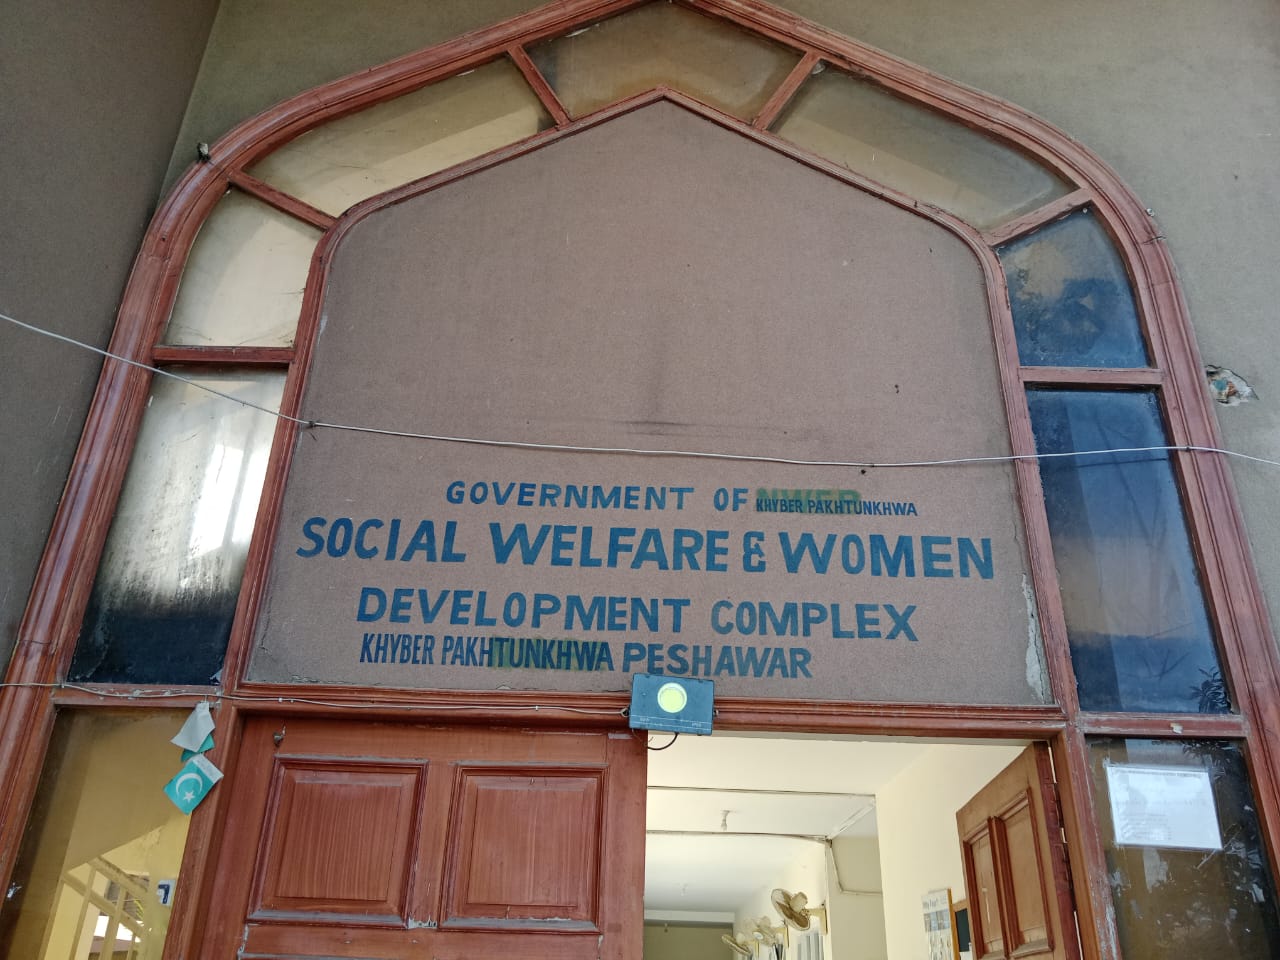 GOVERNMENT OF KHYBER PAKHTUNKHWA
SOCIAL WELFARE & WOMEN
DEVELOPMENT COMPLEX
KHYBER PAKHTUNKHWA PESHAWAR